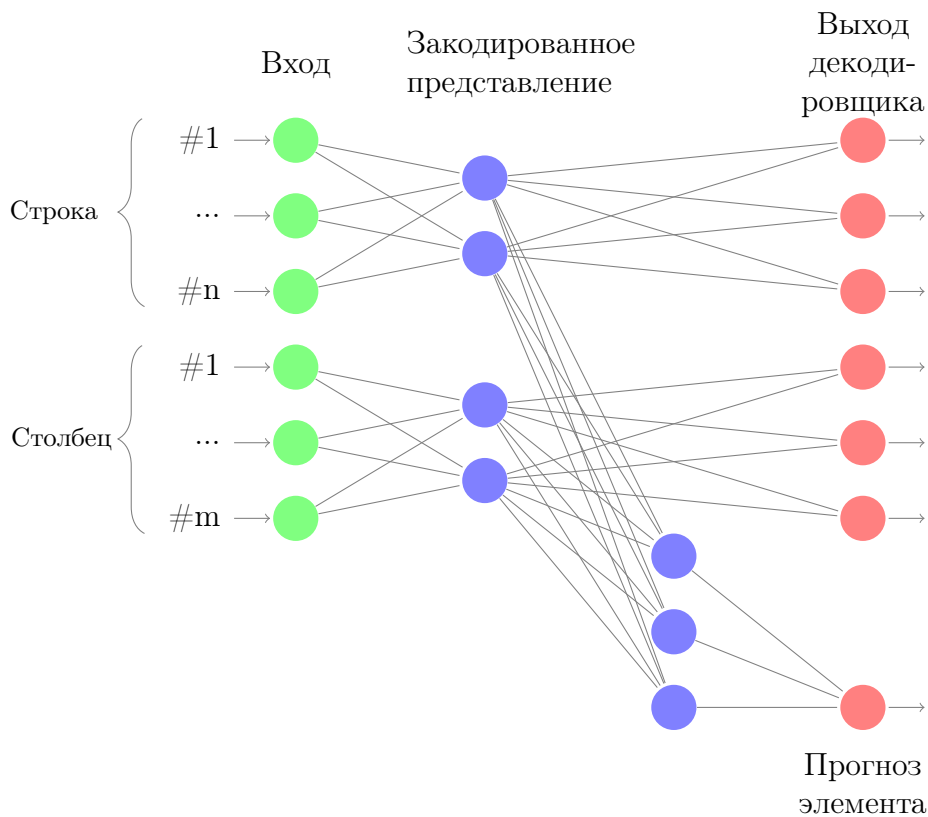 Вход
Закодированное
представление
Выход
декоди-
ровщика
Строка
#1
...
#n
Столбец
#1
...
#m
Прогноз
элемента